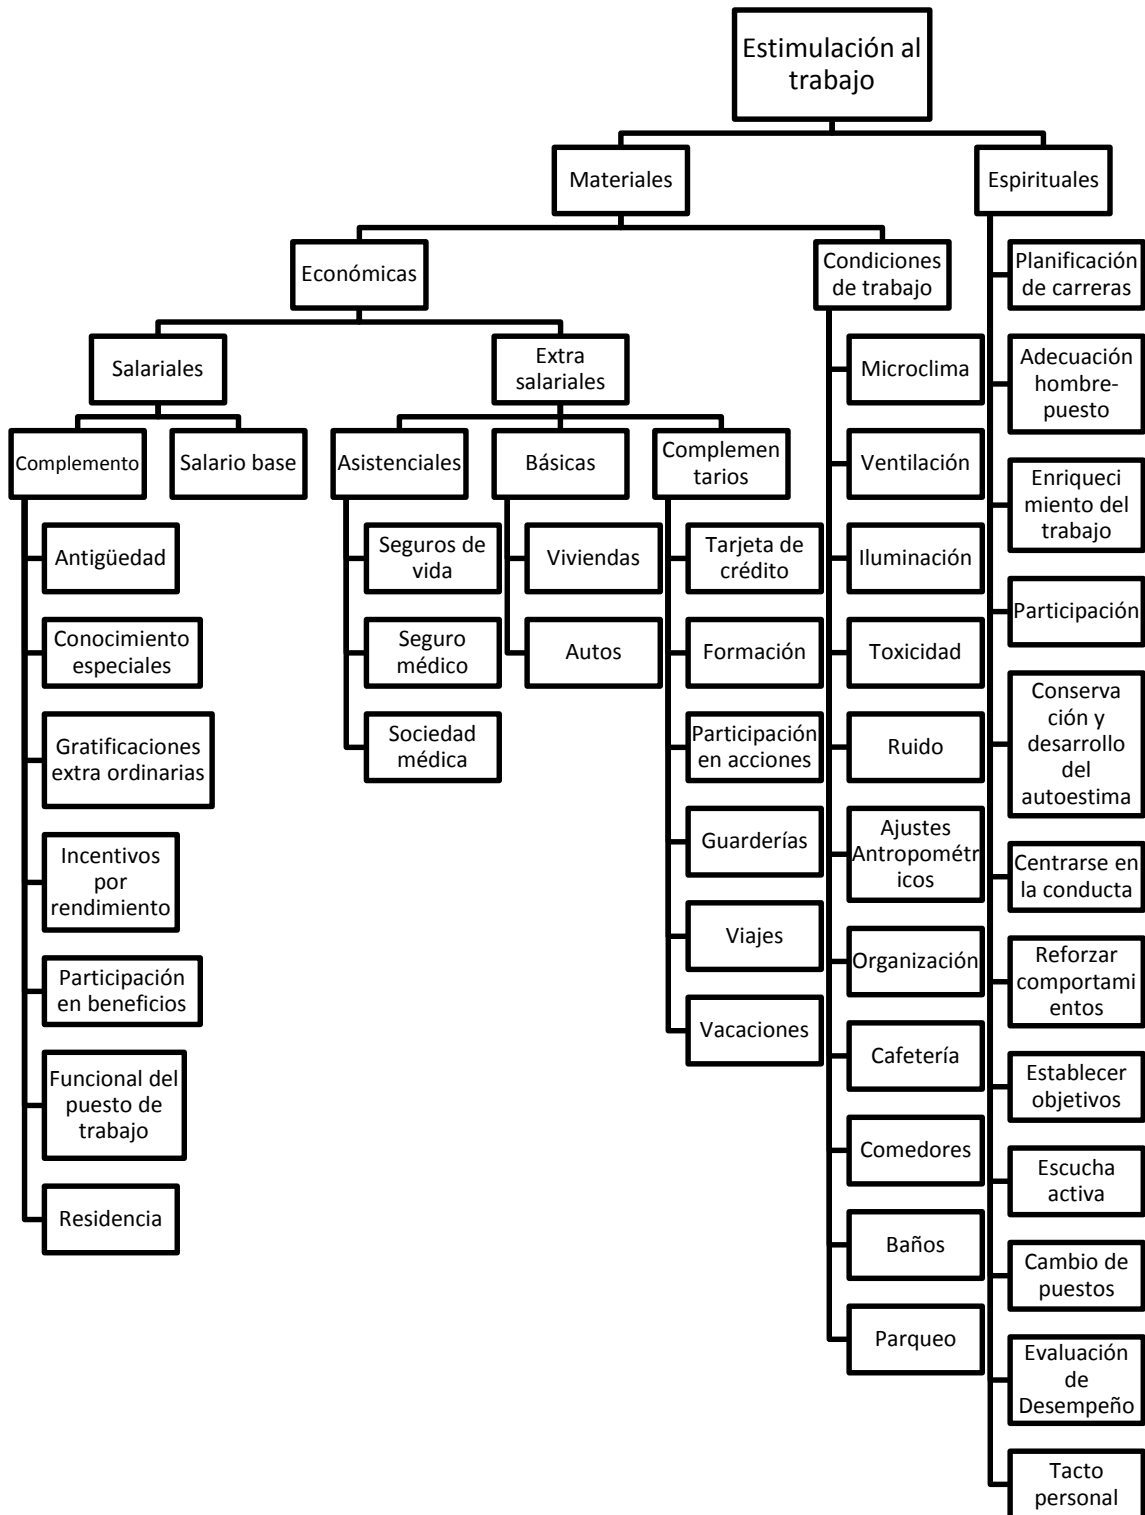 Estimulación al
trabajo
Materiales
Espirituales
Económicas
Condiciones
de trabajo
Salariales
Extra
salariales
Complemento
Salario base
Antigüedad
Conocimiento
especiales
Gratificaciones
extra ordinarias
Incentivos
por
rendimiento
Participación
en beneficios
Funcional del
puesto de
trabajo
Residencia
Asistenciales
Seguros de
vida
Seguro
médico
Sociedad
médica
Básicas
Viviendas
Autos
Complemen
tarios
Tarjeta de
crédito
Formación
Participación
en acciones
Guarderías
Viajes
Vacaciones
Microclima
Ventilación
Iluminación
Toxicidad
Ruido
Ajustes
Antropométr
icos
Organización
Cafetería
Comedores
Baños
Parqueo
Planificación
de carreras
Adecuación
hombre-
puesto
Enriqueci
miento del
trabajo
Participación
Conserva
ción y
desarrollo
del
autoestima
Centrarse en
la conducta
Reforzar
comportami
entos
Establecer
objetivos
Escucha
activa
Cambio de
puestos
Evaluación
de
Desempeño
Tacto
personal